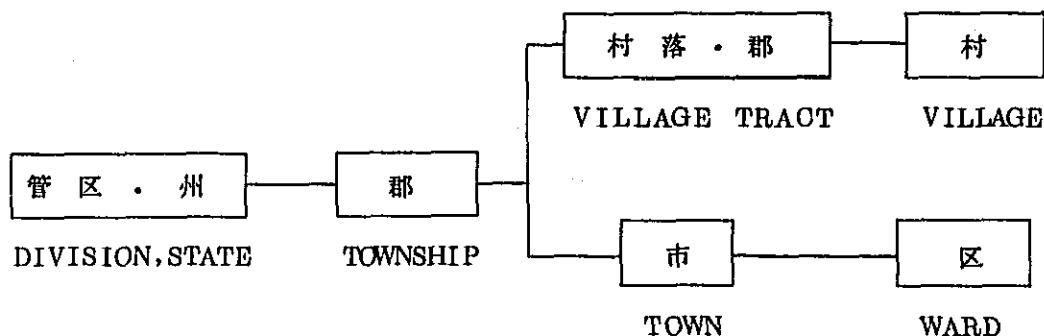 村落・郡
村
VILLAGE TRACT
VILLAGE
管区・州
郡
DIVISION,STATE
TOWNSHIP
市
区
TOWN
WARD